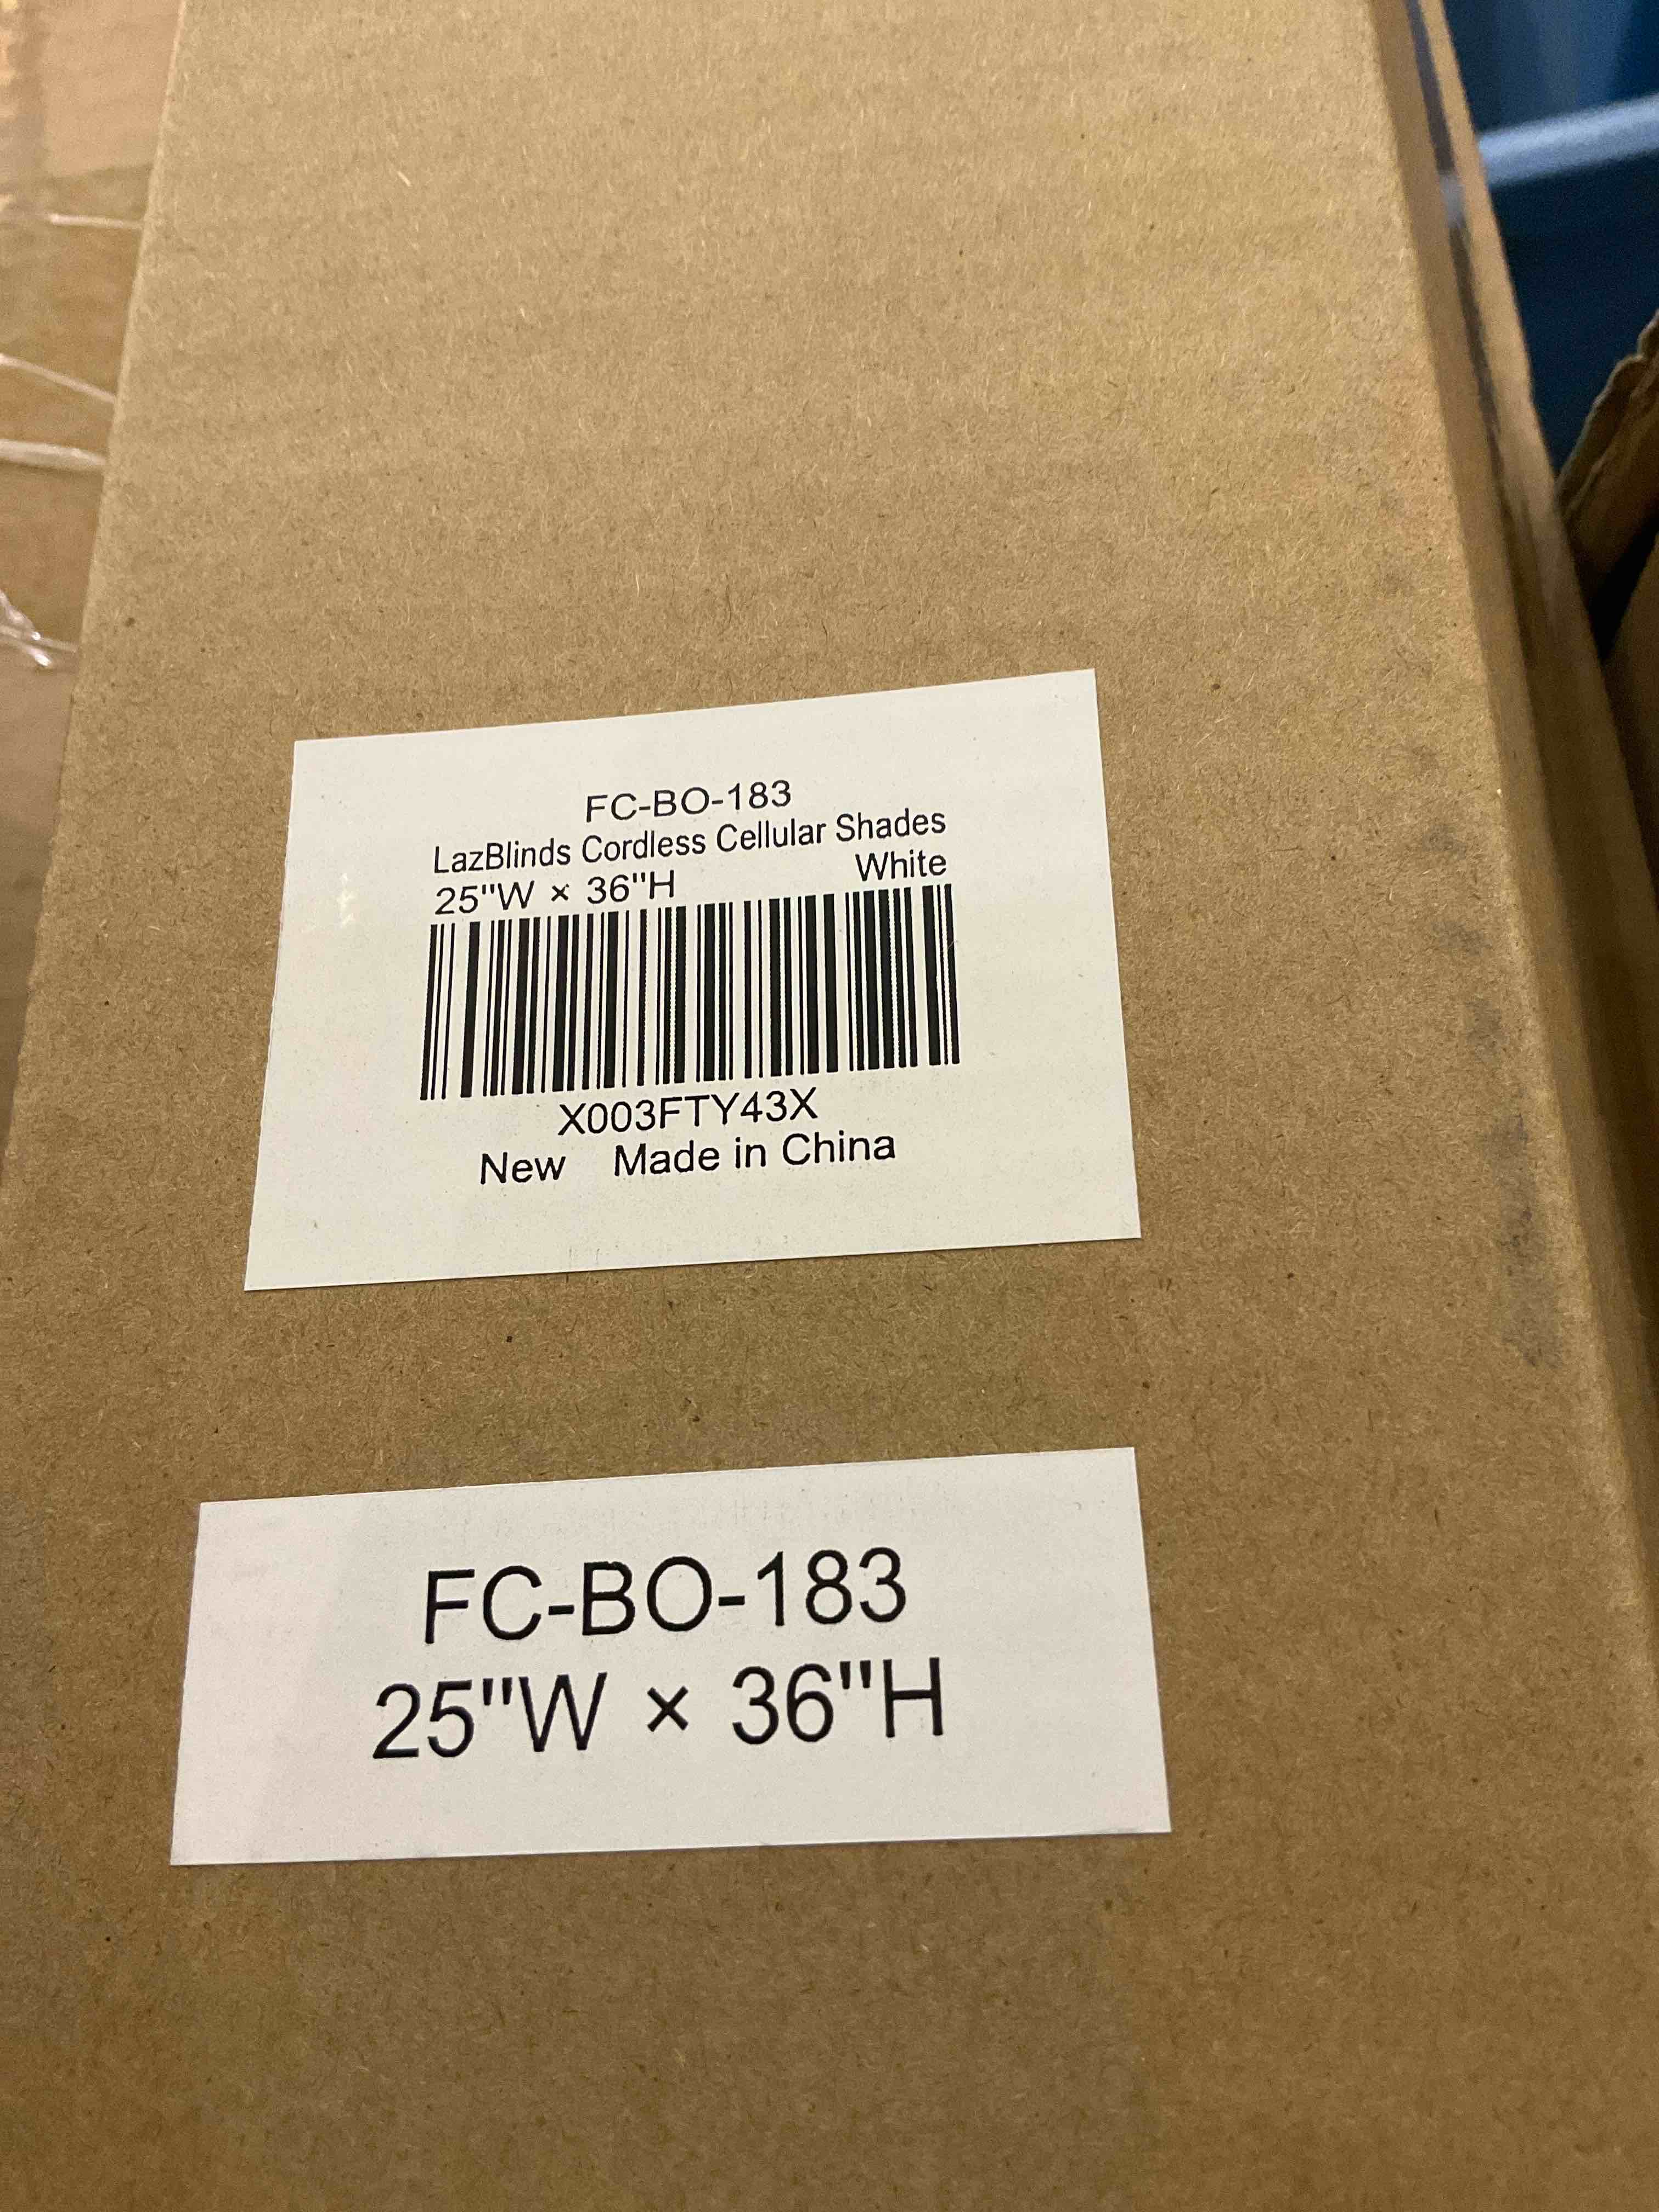 FC-BO-183
LazBlinds Cordless Cellular Shades
25"W × 36"H White
X003FTY43X
New Made in China
FC-BO-183
25"W × 36"H